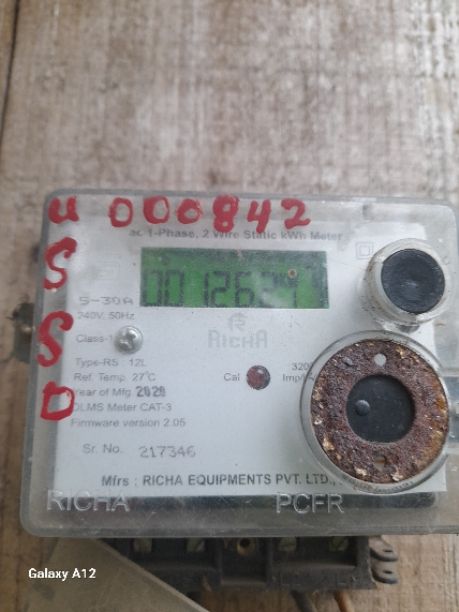 U 000842
S
S
D
ac 1-Phase, 2 Wire Static kWh Meter
S-30A
240V, 50Hz
RICHA
Class-1
Type-RS : 12L
320
Ref. Temp. 27°C
Cal
Imp/
Year of Mfg 2020
DLMS Meter CAT-3
Firmware version 2.05
Sr. No. 217346
Mfrs : RICHA EQUIPMENTS PVT. LTD.,
RICHA PCFR
Galaxy A12